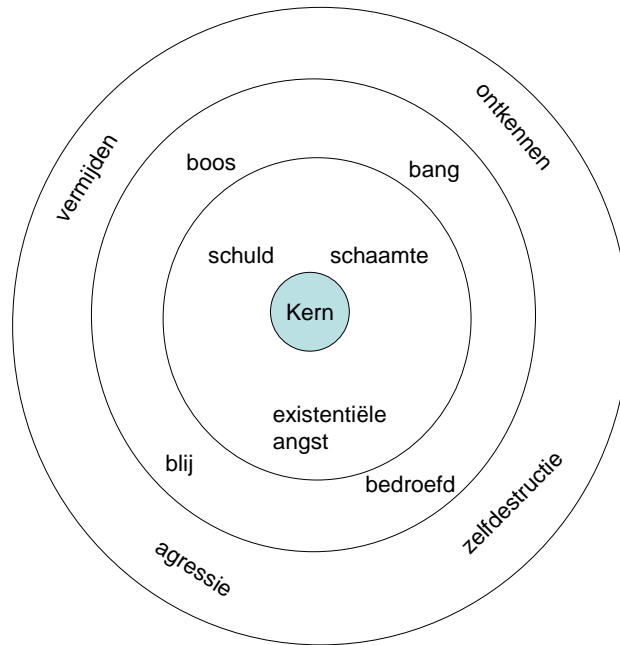 ontkennen
vermijden
boos
bang
schuld
schaamte
Kern
existentiële
angst
blij
bedroefd
zelfdestructie
agressie